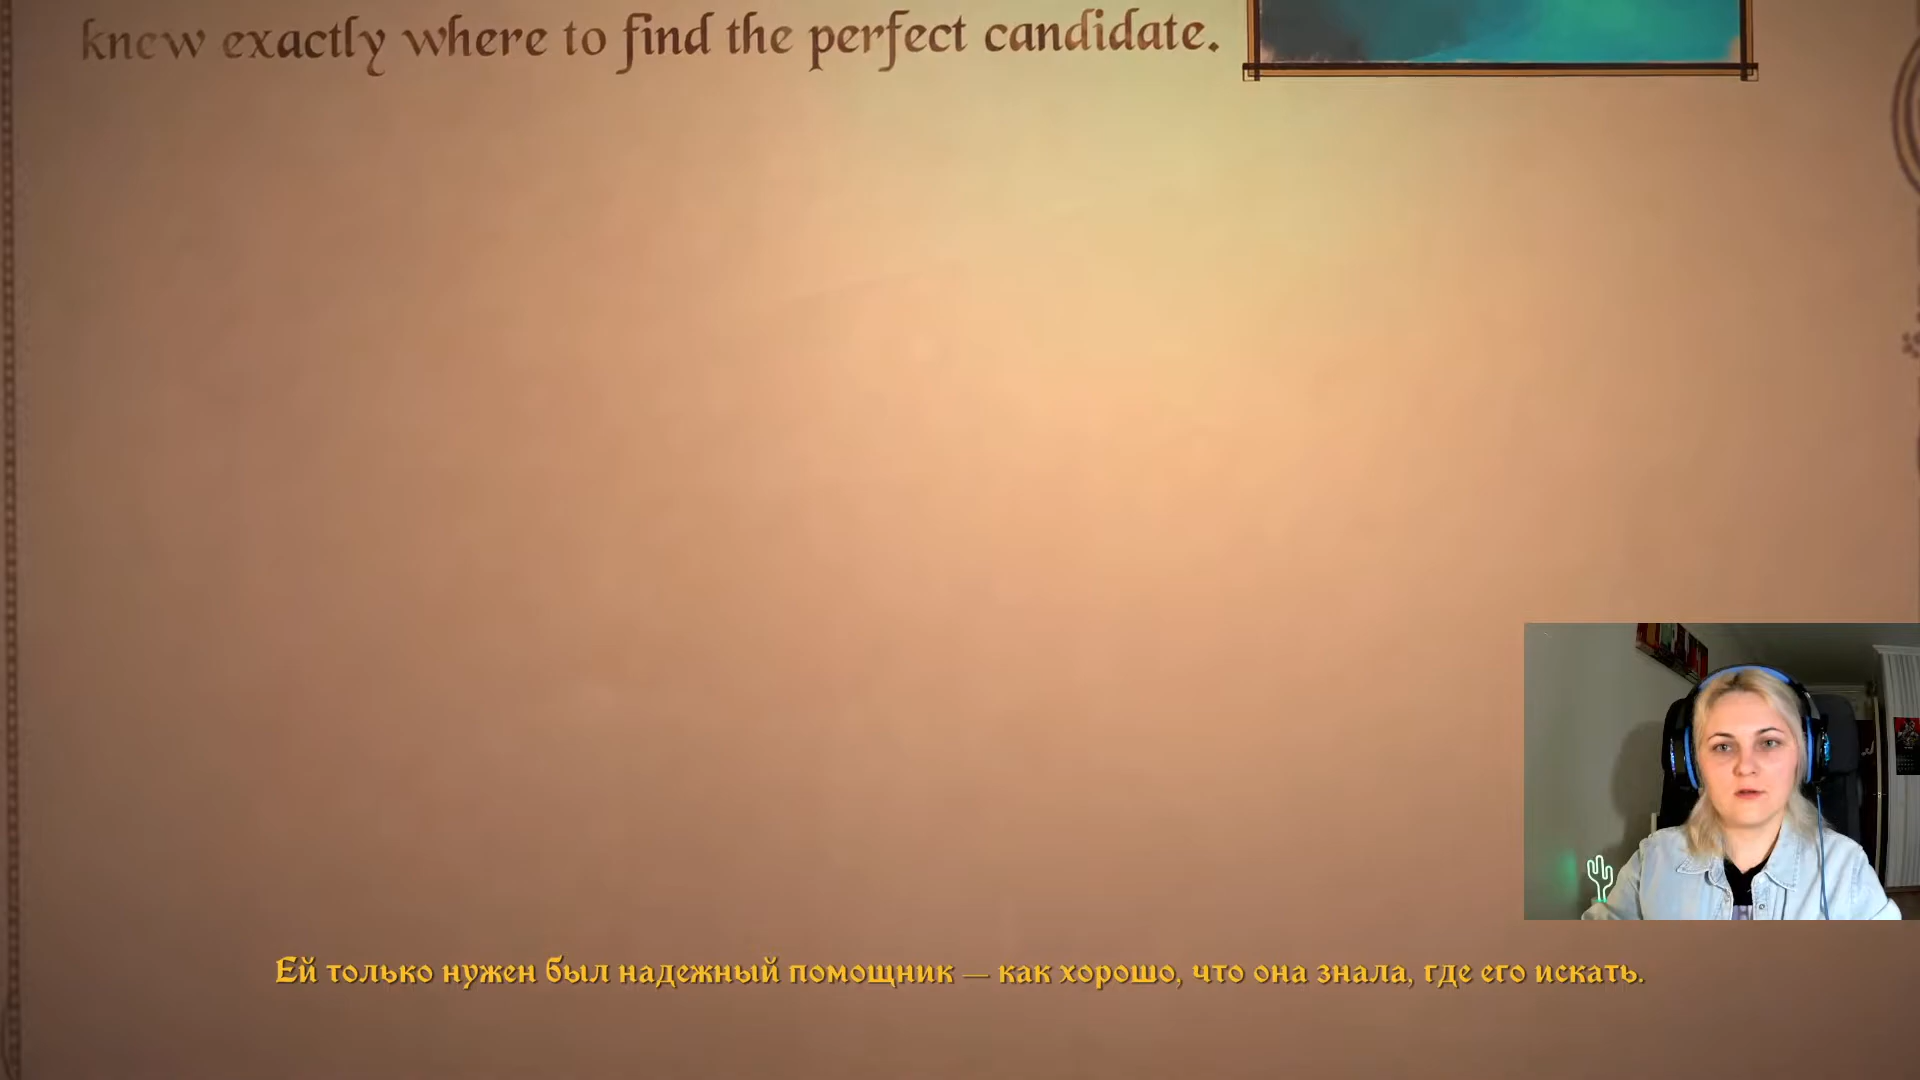 knew exactly where to find the perfect candidate.
Ей только нужен был надежный помощник — как хорошо, что она знала, где его искать.